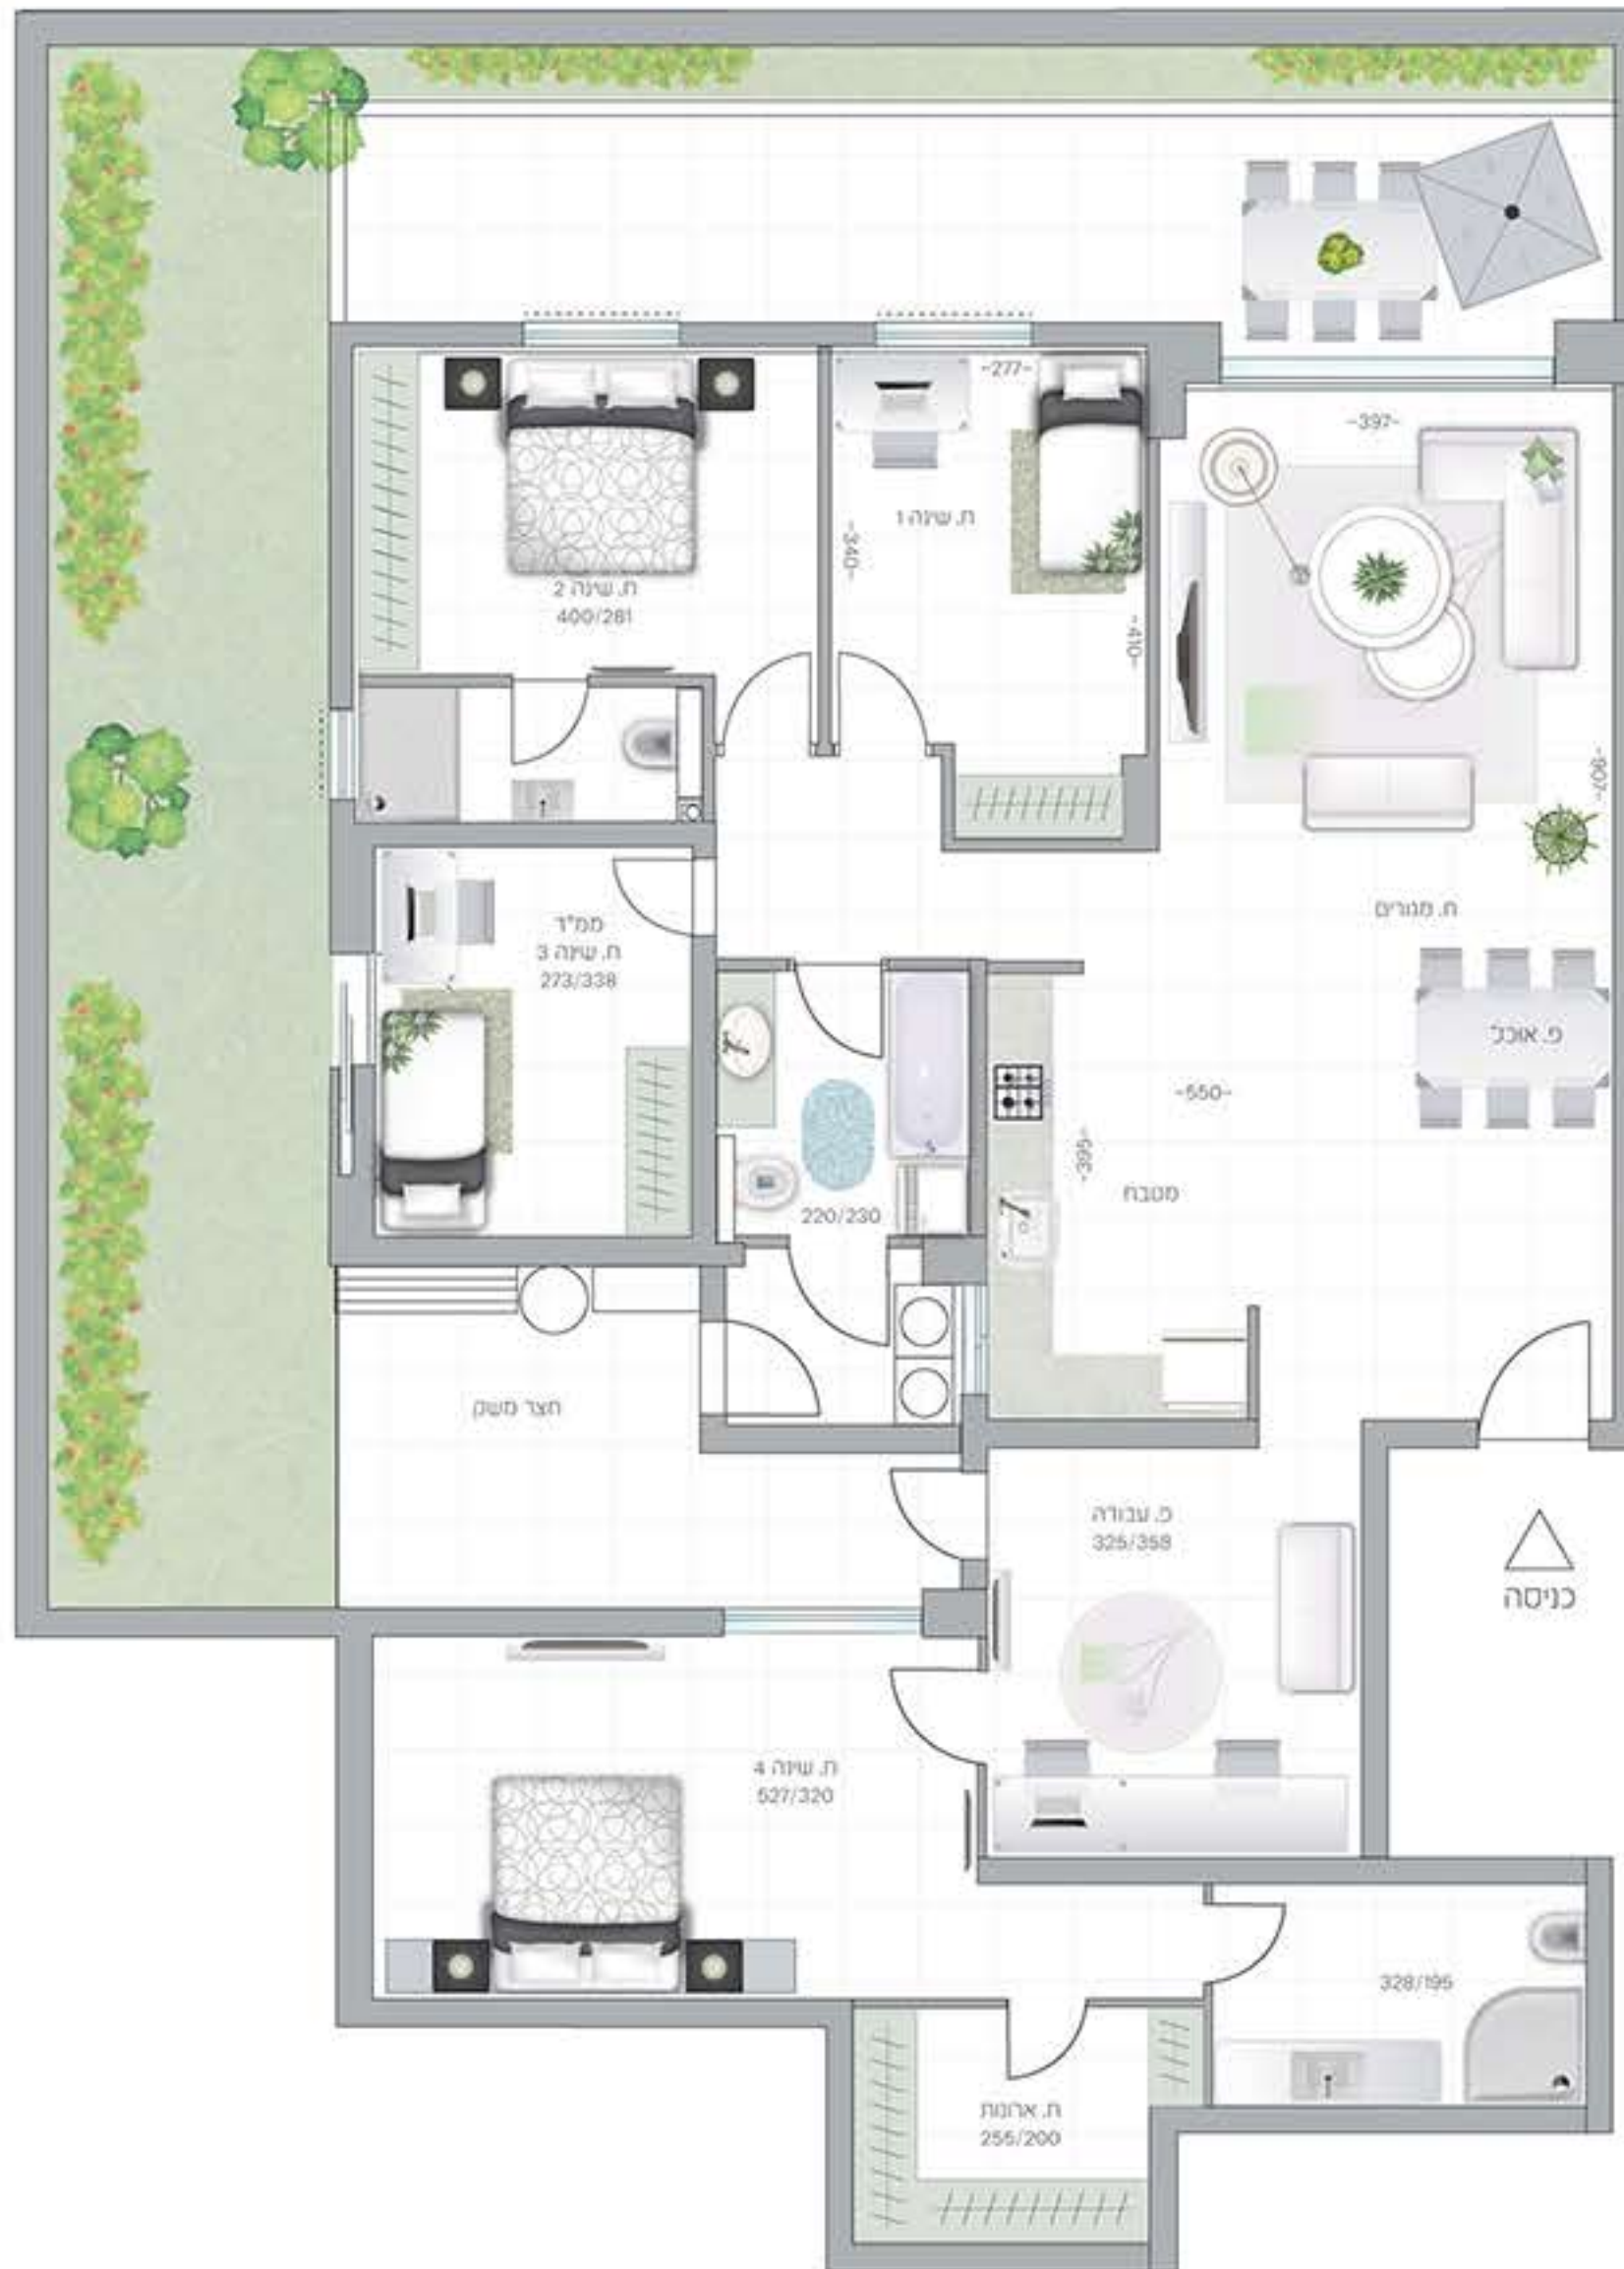 -277-
-397-
ח. שינה 1
-340-
ח. שינה 2
400/281
-410-
-907-
ח. מגורים
ממ"ד
ח. שינה 3
273/338
פ. אוכל
-550-
-395-
מטבח
220/230
חצר משק
פ. עבודה
325/358
כניסה
ח. שינה 4
527/320
328/195
ח. ארונות
255/200